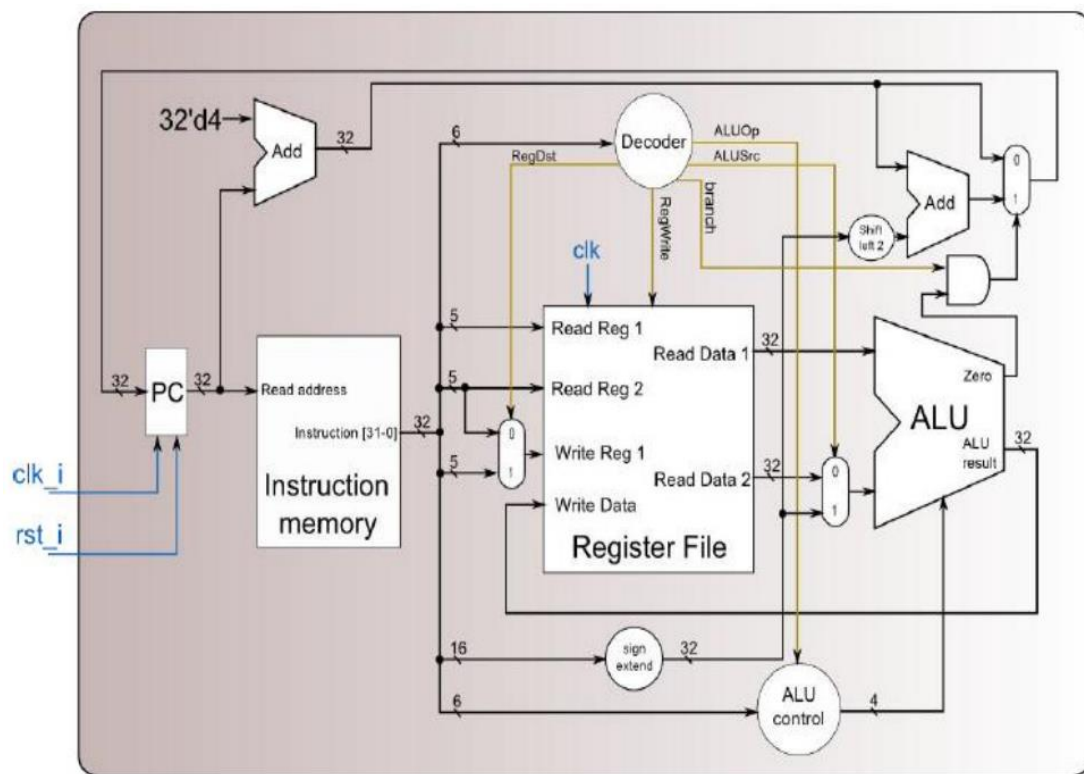 32'd4
Add
32
6
Decoder
ALUOp
RegDst
ALUSrc
branch
RegWrite
0
1
Add
Shift
left 2
clk
5
Read Reg 1
Read Data 1
32
Zero
32
PC
32
Read address
5
Read Reg 2
ALU
Instruction [31-0]
32
0
1
5
Write Reg 1
ALU
result
32
Read Data 2
32
0
1
clk_i
Instruction
memory
Write Data
rst_i
Register File
16
sign
extend
32
6
ALU
control
4